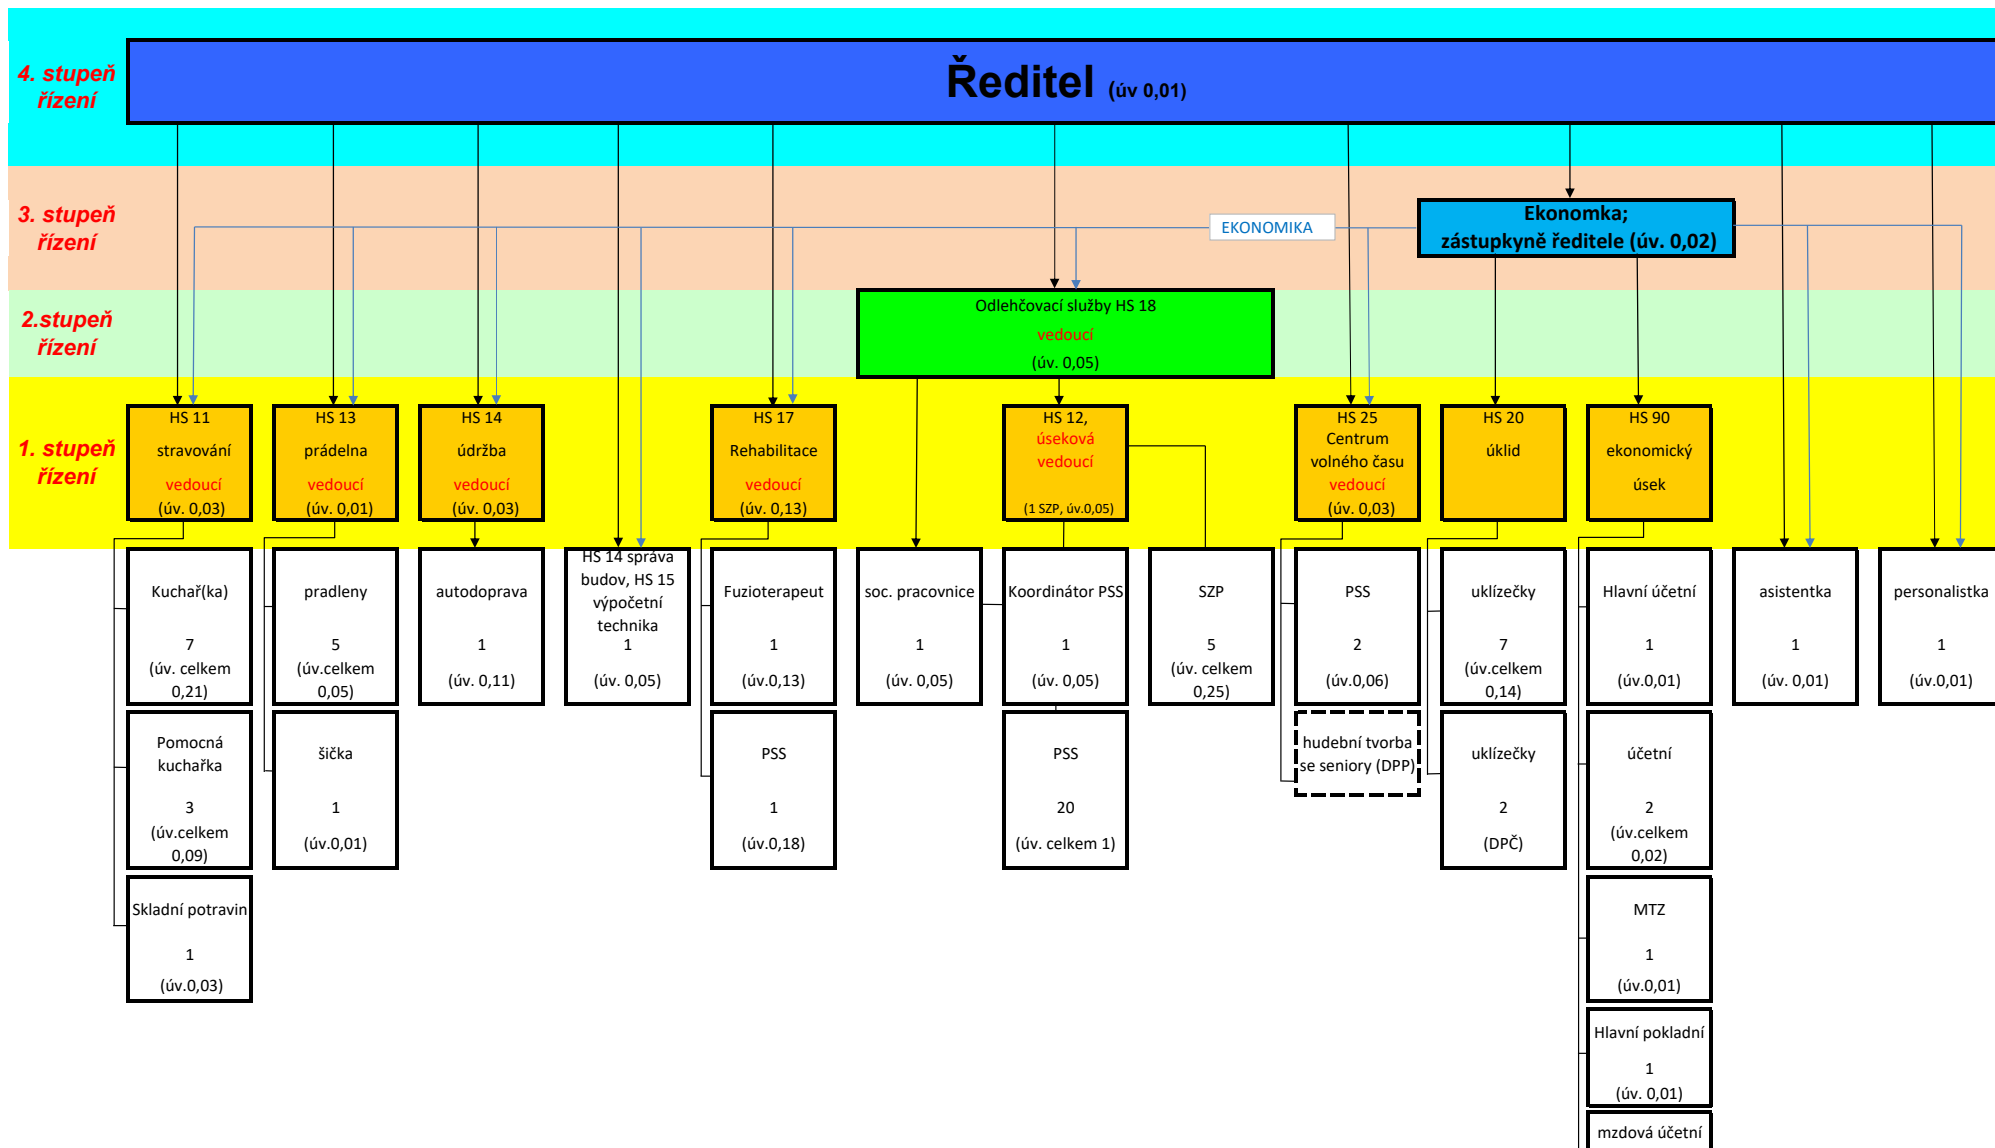 4. stupeň
řízení
Ředitel (úv 0,01)
3. stupeň
řízení
EKONOMIKA
Ekonomka;
zástupkyně ředitele (úv. 0,02)
2.stupeň
řízení
Odlehčovací služby HS 18
vedoucí
(úv. 0,05)
1. stupeň
řízení
HS 11
stravování
vedoucí
(úv. 0,03)
HS 13
prádelna
vedoucí
(úv. 0,01)
HS 14
údržba
vedoucí
(úv. 0,03)
HS 17
Rehabilitace
vedoucí
(úv. 0,13)
HS 12,
úseková
vedoucí
(1 SZP, úv.0,05)
HS 25
Centrum
volného času
vedoucí
(úv. 0,03)
HS 20
úklid
HS 90
ekonomický
úsek
Kuchař(ka)
7
(úv. celkem
0,21)
pradleny
5
(úv.celkem
0,05)
autodoprava
1
(úv. 0,11)
HS 14 správa
budov, HS 15
výpočetní
technika
1
(úv. 0,05)
Fuzioterapeut
1
(úv.0,13)
soc. pracovnice
1
(úv. 0,05)
Koordinátor PSS
1
(úv. 0,05)
SZP
5
(úv. celkem
0,25)
PSS
2
(úv.0,06)
uklízečky
7
(úv.celkem
0,14)
Hlavní účetní
1
(úv.0,01)
asistentka
1
(úv. 0,01)
personalistka
1
(úv.0,01)
Pomocná
kuchařka
3
(úv.celkem
0,09)
šička
1
(úv.0,01)
PSS
1
(úv.0,18)
PSS
20
(úv. celkem 1)
hudební tvorba
se seniory (DPP)
uklízečky
2
(DPČ)
účetní
2
(úv.celkem
0,02)
Skladní potravin
1
(úv.0,03)
MTZ
1
(úv.0,01)
Hlavní pokladní
1
(úv. 0,01)
mzdová účetní